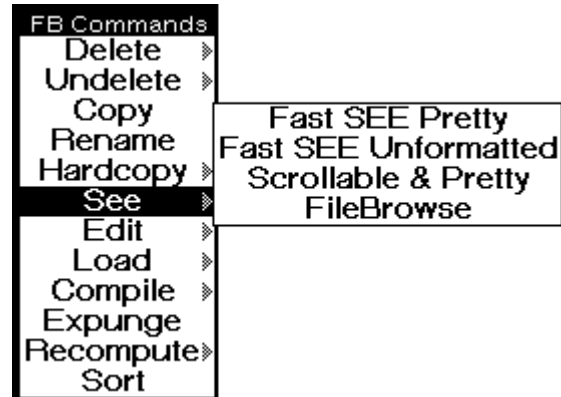 FB Commands
Delete
Undelete
Copy
Rename
Hardcopy
See
Edit
Load
Compile
Expunge
Recompute
Sort
Fast SEE Pretty
Fast SEE Unformatted
Scrollable & Pretty
FileBrowse